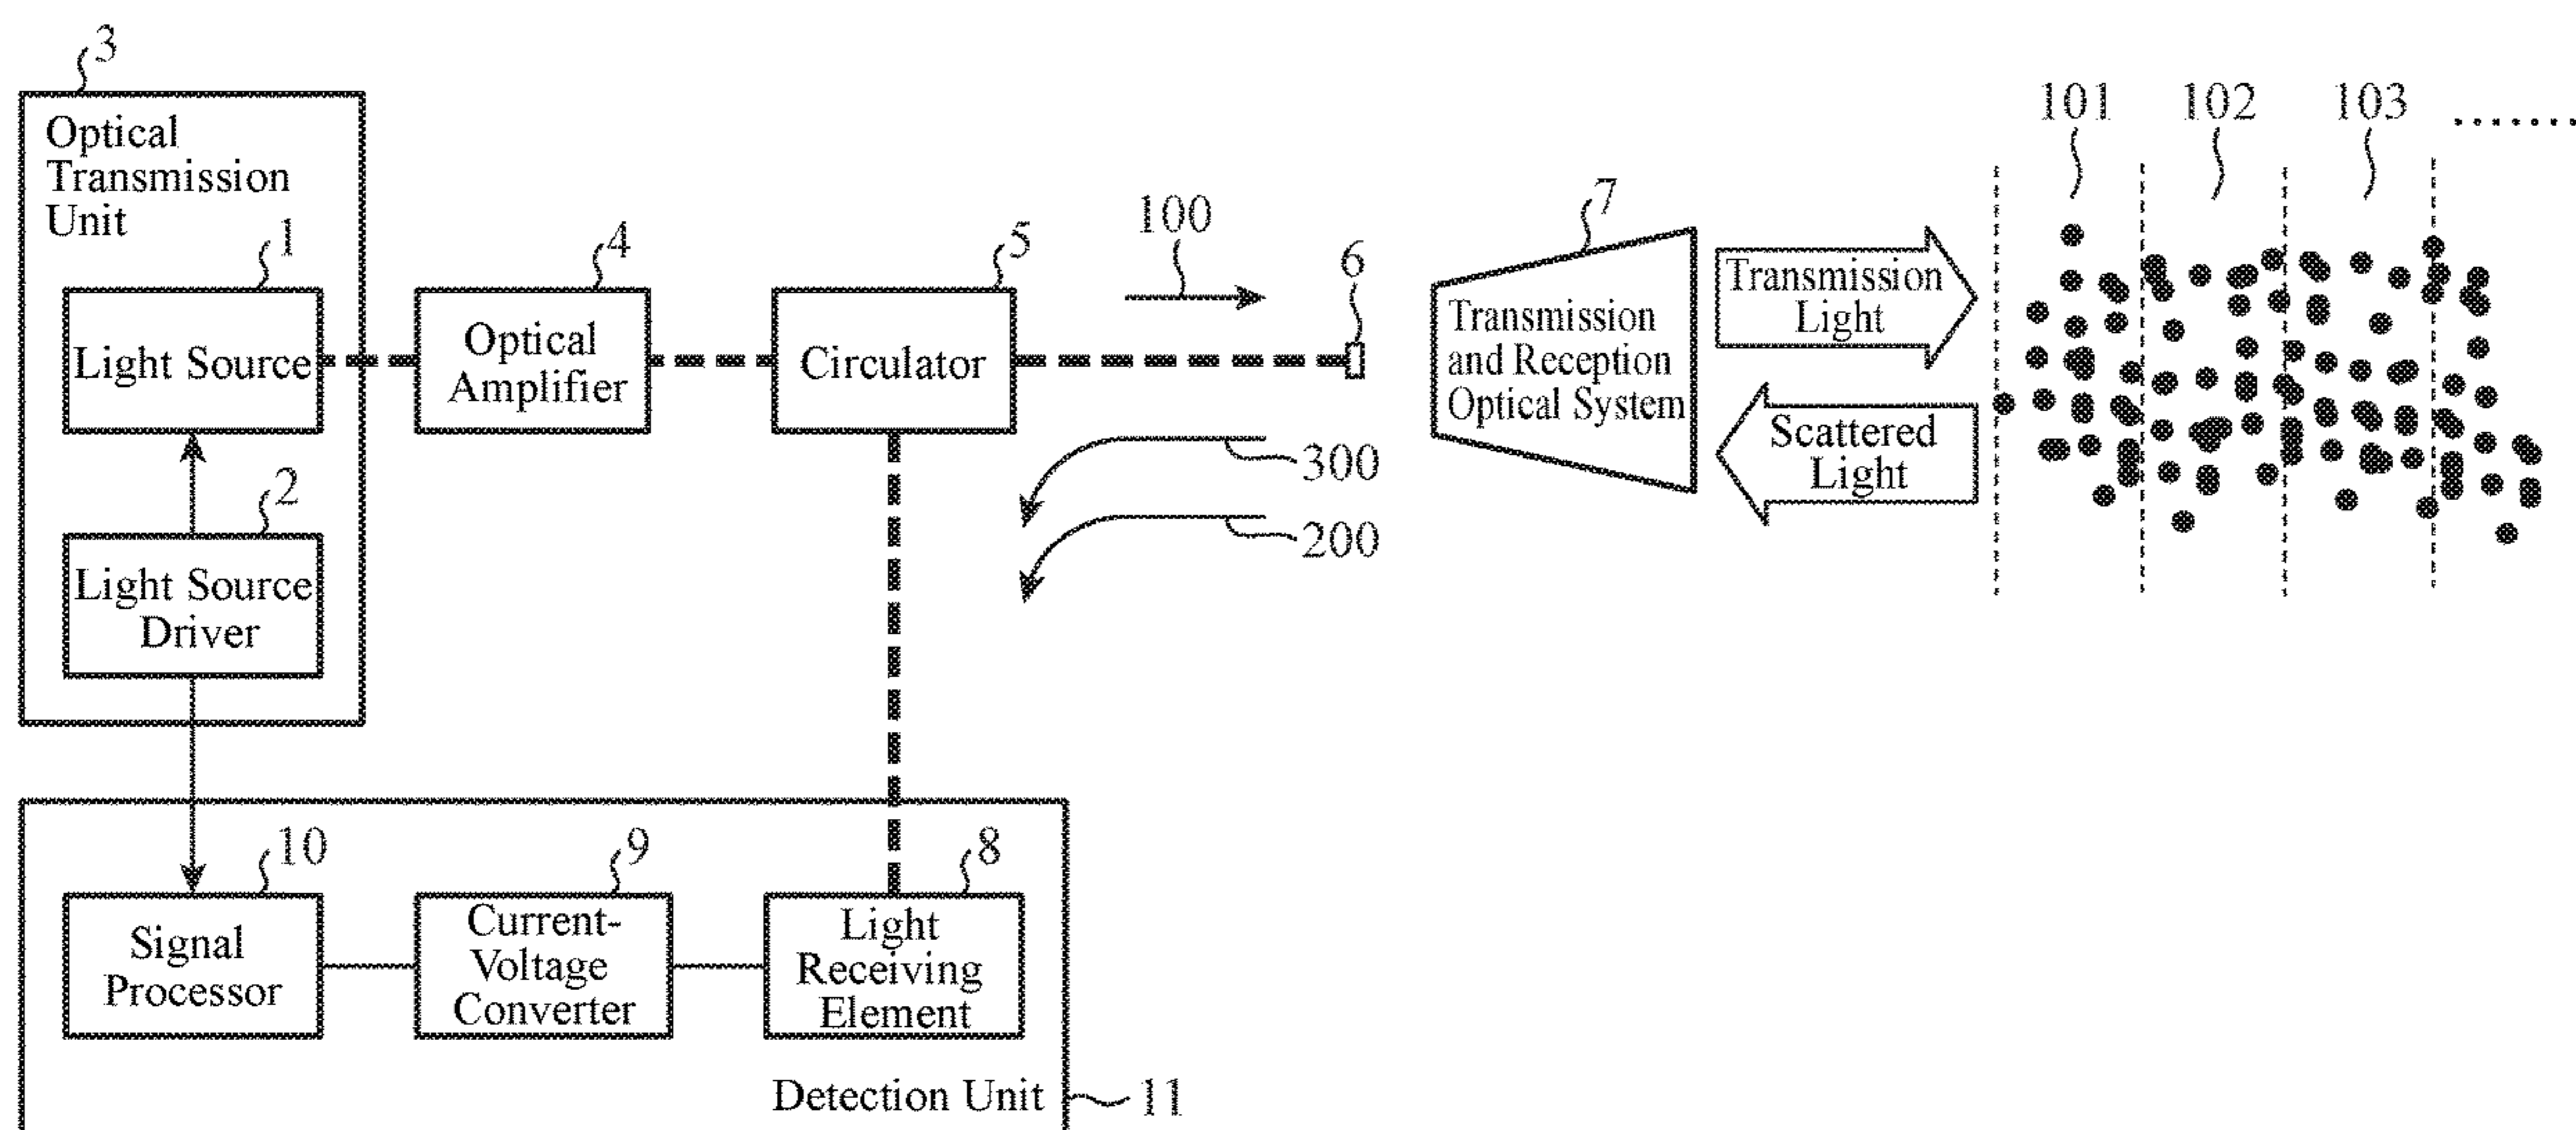 3
Optical
Transmission
Unit
1
Light Source
2
Light Source
Driver
4
Optical
Amplifier
5
Circulator
100
6
300
200
7
Transmission
and Reception
Optical System
Transmission
Light
Scattered
Light
101
102
103
.......
10
Signal
Processor
9
Current-
Voltage
Converter
8
Light
Receiving
Element
Detection Unit
11